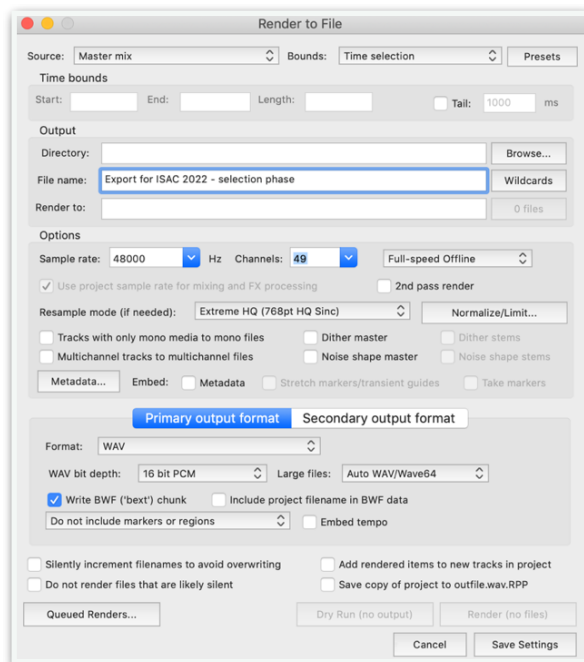 Render to File
Source: Master mix Bounds: Time selection Presets
Time bounds
Start: End: Length: Tail: 1000 ms
Output
Directory: Browse...
File name: Export for ISAC 2022 - selection phase Wildcards
Render to: 0 files
Options
Sample rate: 48000 Hz Channels: 49 Full-speed Offline
Use project sample rate for mixing and FX processing 2nd pass render
Resample mode (if needed): Extreme HQ (768pt HQ Sinc) Normalize/Limit...
Tracks with only mono media to mono files Dither master Dither stems
Multichannel tracks to multichannel files Noise shape master Noise shape stems
Metadata... Embed: Metadata Stretch markers/transient guides Take markers
Primary output format Secondary output format
Format: WAV
WAV bit depth: 16 bit PCM Large files: Auto WAV/Wave64
Write BWF ('bext') chunk Include project filename in BWF data
Do not include markers or regions Embed tempo
Silently increment filenames to avoid overwriting Add rendered items to new tracks in project
Do not render files that are likely silent Save copy of project to outfile.wav.RPP
Queued Renders... Dry Run (no output) Render (no files)
Cancel Save Settings